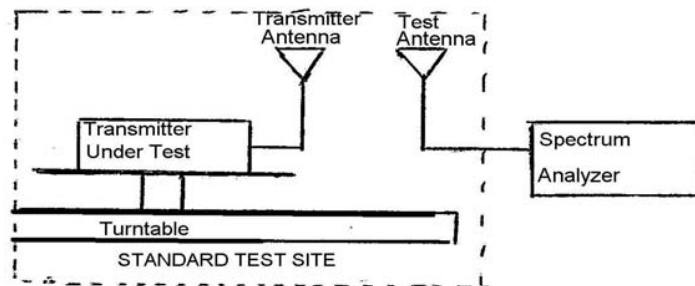 Transmitter
Antenna
Test
Antenna
Transmitter
Under Test
Spectrum
Analyzer
Turntable
STANDARD TEST SITE